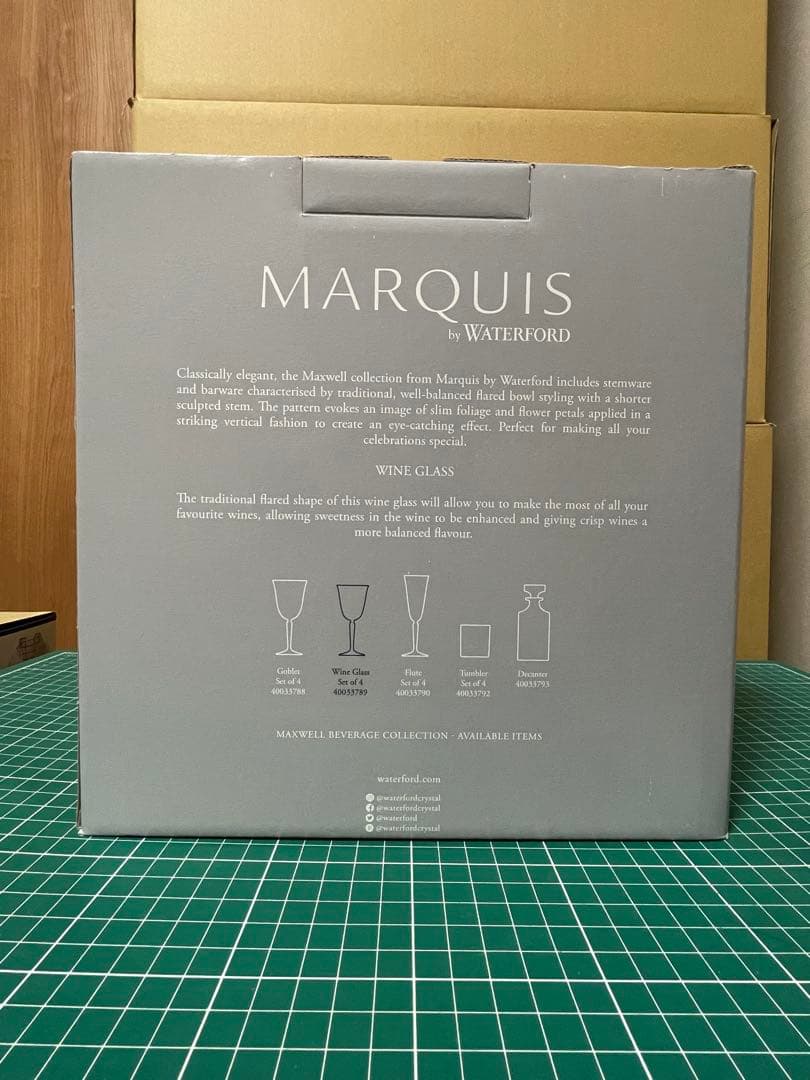 MARQUIS
by WATERFORD
Classically elegant, the Maxwell collection from Marquis by Waterford includes stemware
and barware characterised by traditional, well-balanced flared bowl styling with a shorter
sculpted stem. The pattern evokes an image of slim foliage and flower petals applied in a
striking vertical fashion to create an eye-catching effect. Perfect for making all your
celebrations special.
WINE GLASS
The traditional flared shape of this wine glass will allow you to make the most of all your
favourite wines, allowing sweetness in the wine to be enhanced and giving crisp wines a
more balanced flavour.
Goblet Wine Glass Flute Tumbler Decanter
Set of 4 Set of 4 Set of 4 Set of 4 40033793
40033788 40033789 40033790 40033792
MAXWELL BEVERAGE COLLECTION - AVAILABLE ITEMS
waterford.com
@waterfordcrystal
@waterfordcrystal
@waterford
@waterfordcrystal